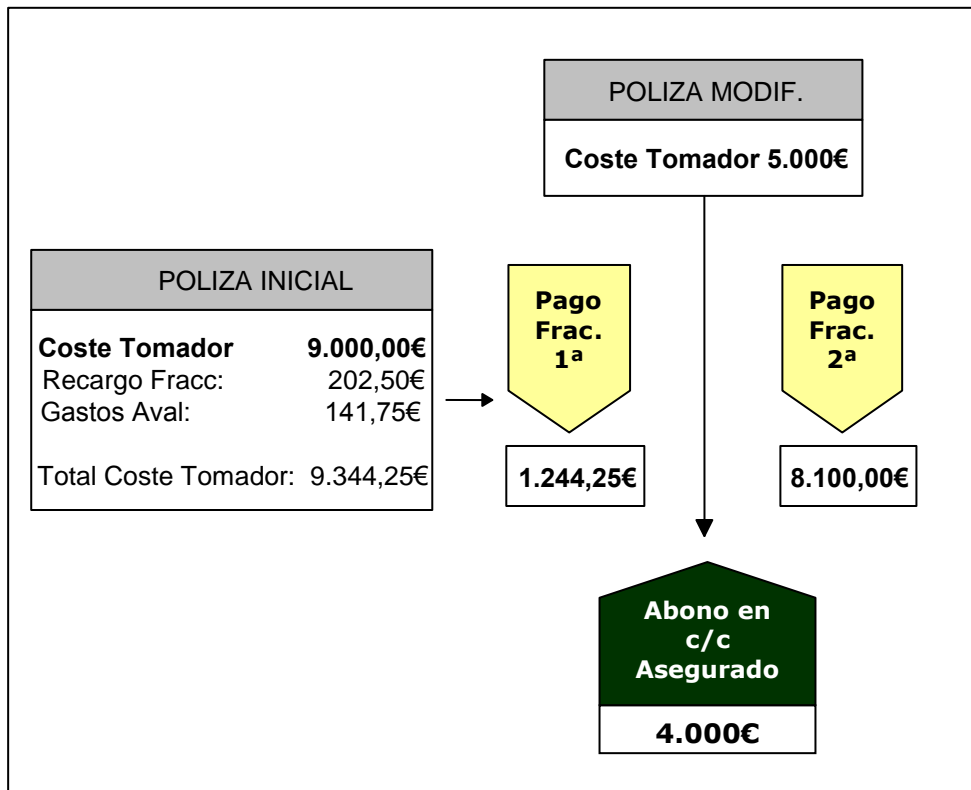 POLIZA MODIF.
Coste Tomador 5.000€
POLIZA INICIAL
Coste Tomador 9.000,00€
Recargo Fracc: 202,50€
Gastos Aval: 141,75€
Total Coste Tomador: 9.344,25€
Pago
Frac.
1ª
1.244,25€
Pago
Frac.
2ª
8.100,00€
Abono en
c/c
Asegurado
4.000€